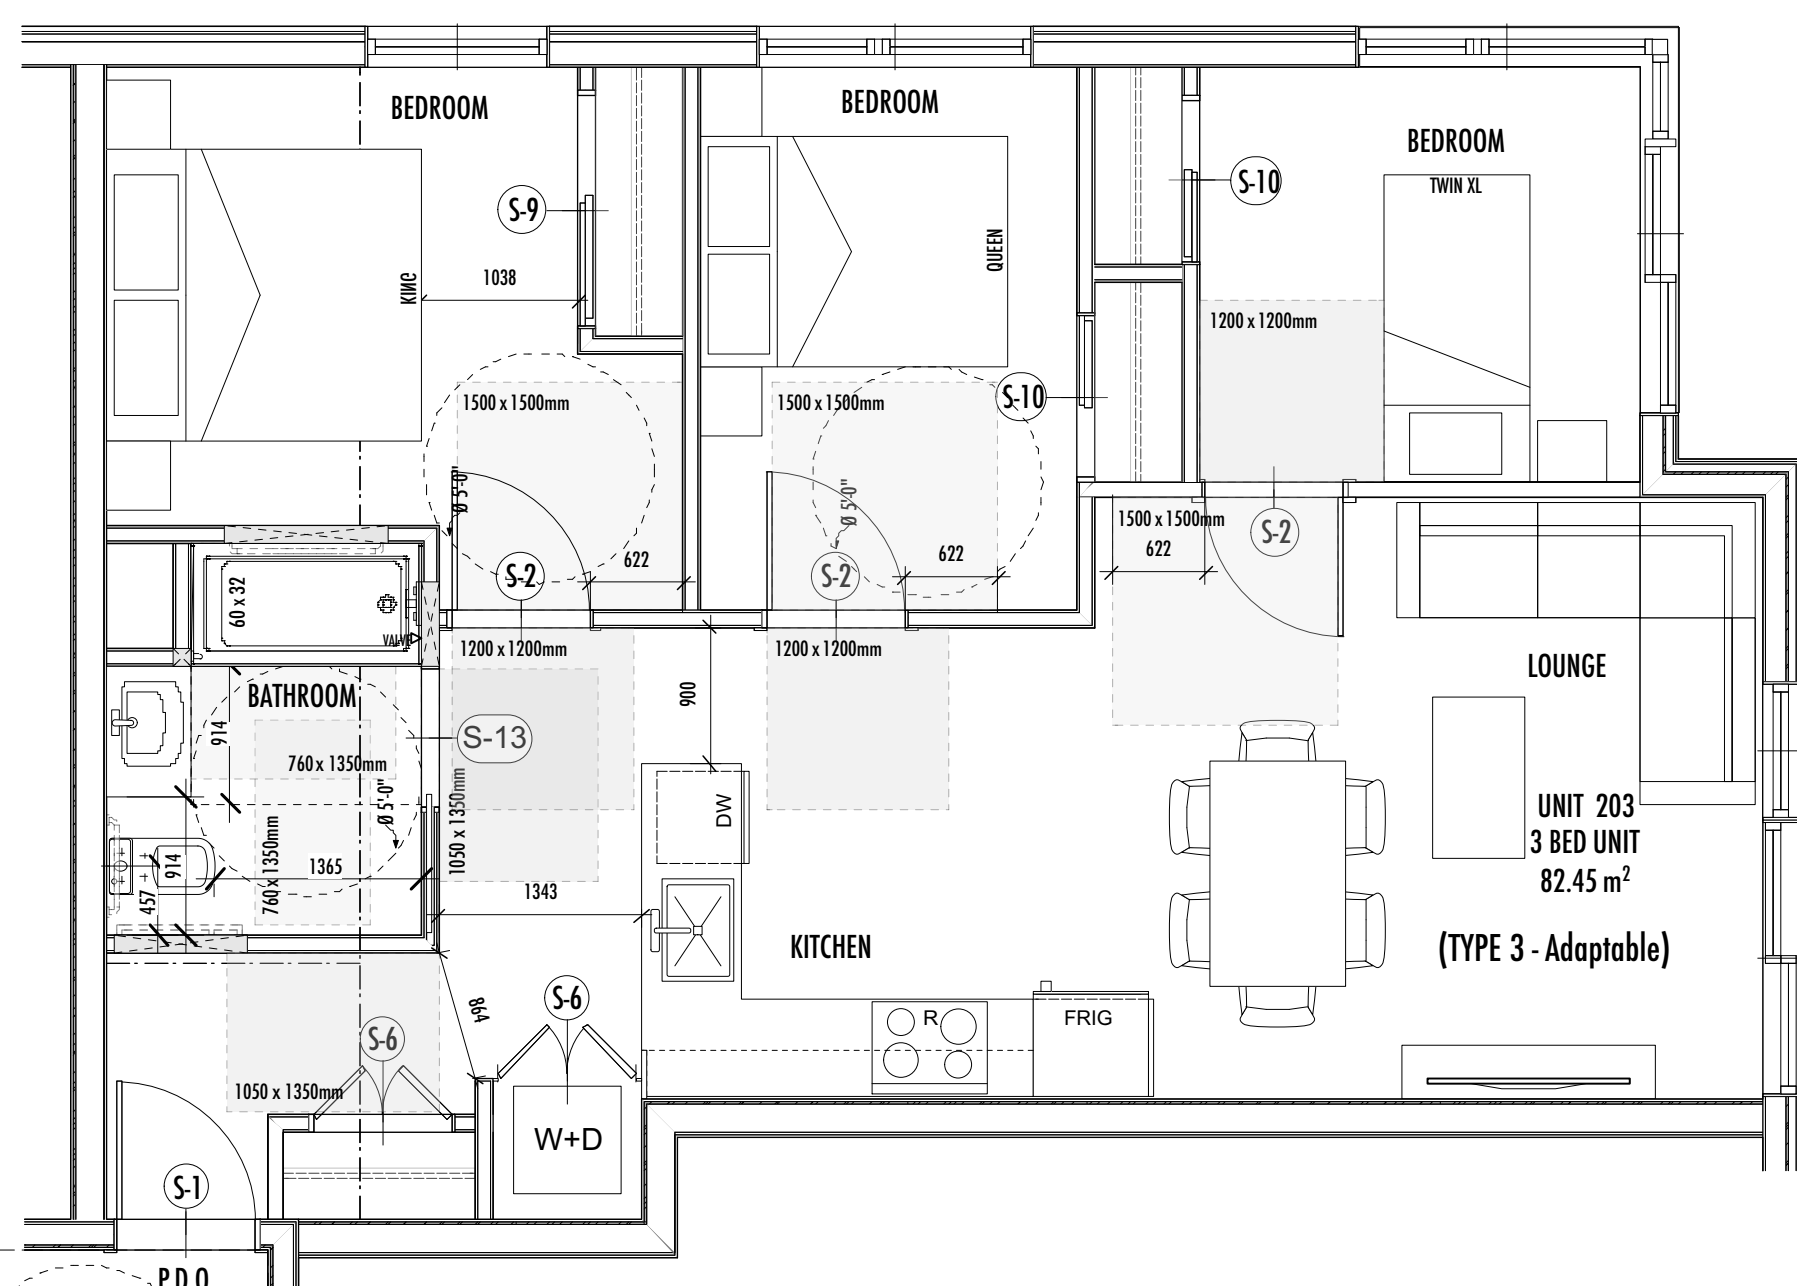 BEDROOM
BEDROOM
BEDROOM
TWIN XL
S-9
S-10
KING
1038
QUEEN
1200 x 1200mm
1500 x 1500mm
1500 x 1500mm
S-10
Ø 5'-0"
Ø 5'-0"
1500 x 1500mm
622
S-2
S-2
622
S-2
622
60 x 32
VALVE
1200 x 1200mm
1200 x 1200mm
LOUNGE
BATHROOM
914
900
S-13
760 x 1350mm
Ø 5'-0"
1050 x 1350mm
DW
UNIT 203
3 BED UNIT
82.45 m²
760 x 1350mm
914
1365
457
1343
KITCHEN
(TYPE 3 - Adaptable)
864
S-6
S-6
R
FRIG
1050 x 1350mm
W+D
S-1
P.D.O